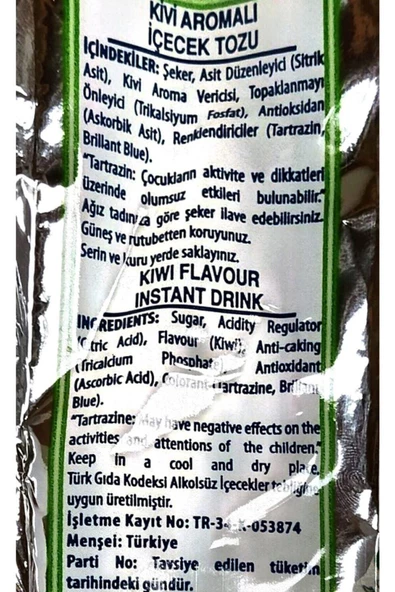 KİVİ AROMALI
İÇECEK TOZU
İÇİNDEKİLER: Şeker, Asit Düzenleyici (Sitrik
Asit), Kivi Aroma Vericisi, Topaklanmayı
Önleyici (Trikalsiyum Fosfat), Antioksidan
(Askorbik Asit), Renklendiriciler (Tartrazin,
Brillant Blue).
"Tartrazin: Çocukların aktivite ve dikkatleri
üzerinde olumsuz etkileri bulunabilir."
Ağız tadınıza göre şeker ilave edebilirsiniz.
Güneş ve rutubetten koruyunuz.
Serin ve kuru yerde saklayınız.
KIWI FLAVOUR
INSTANT DRINK
INGREDIENTS: Sugar, Acidity Regulator
(Citric Acid), Flavour (Kiwi), Anti-caking
(Tricalcium Phosphate), Antioxidant
(Ascorbic Acid), Colorant (Tartrazine, Brillant
Blue).
"Tartrazine: May have negative effects on the
activities and attentions of the children."
Keep in a cool and dry place.
Türk Gıda Kodeksi Alkolsüz İçecekler tebliğine
uygun üretilmiştir.
İşletme Kayıt No: TR-34-K-053874
Menşei: Türkiye
Parti No: Tavsiye edilen tüketim
tarihindeki gündür.